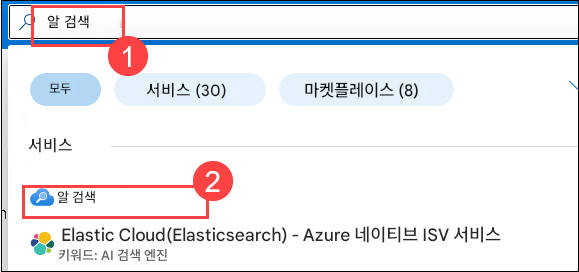 알 검색
1
모두
서비스 (30)
마켓플레이스 (8)
서비스
2
알 검색
Elastic Cloud(Elasticsearch) - Azure 네이티브 ISV 서비스
키워드: AI 검색 엔진